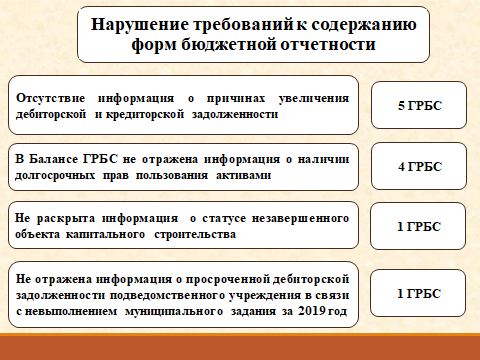 Нарушение требований к содержанию
форм бюджетной отчетности
Отсутствие информация о причинах увеличения
дебиторской и кредиторской задолженности
5 ГРБС
В Балансе ГРБС не отражена информация о наличии
долгосрочных прав пользования активами
4 ГРБС
Не раскрыта информация о статусе незавершенного
объекта капитального строительства
1 ГРБС
Не отражена информация о просроченной дебиторской
задолженности подведомственного учреждения в связи
с невыполнением муниципального задания за 2019 год
1 ГРБС